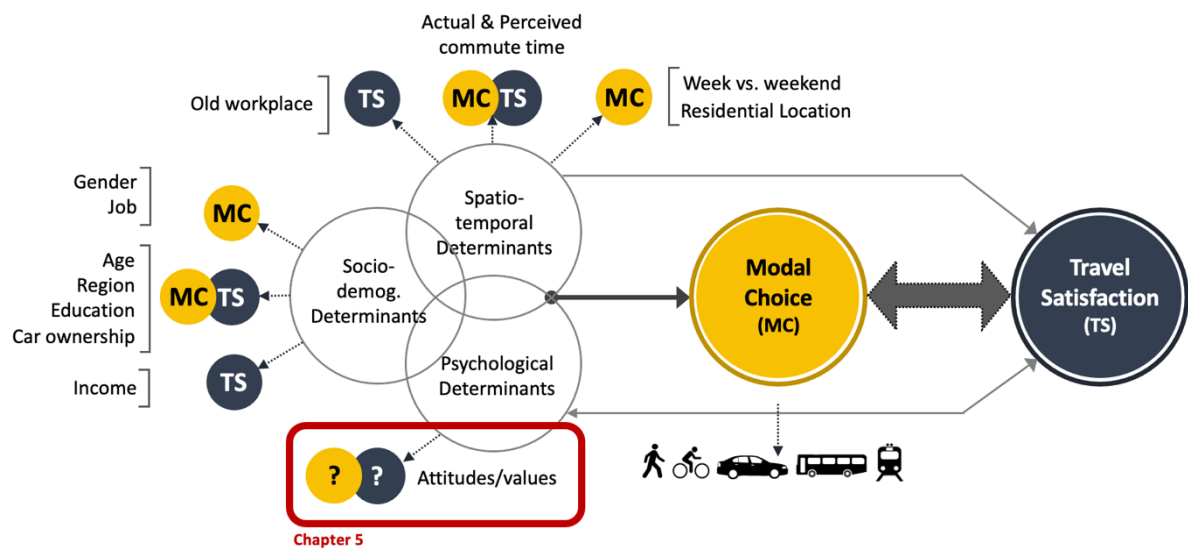 Actual & Perceived
commute time
Old workplace
TS
MC
TS
MC
Week vs. weekend
Residential Location
Gender
Job
MC
Spatio-
temporal
Determinants
Age
Region
Education
Car ownership
MC
TS
Socio-
demog.
Determinants
Modal
Choice
(MC)
Travel
Satisfaction
(TS)
Income
TS
Psychological
Determinants
?
?
Attitudes/values
Chapter 5